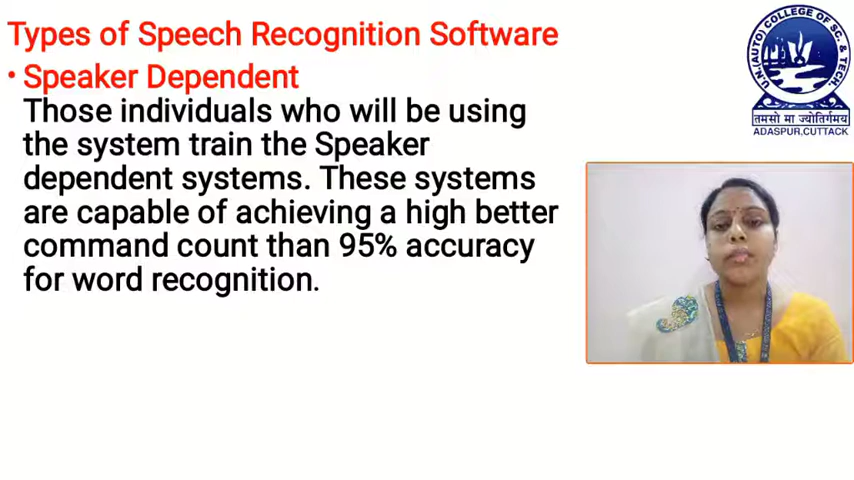 Types of Speech Recognition Software
• Speaker Dependent
Those individuals who will be using
the system train the Speaker
dependent systems. These systems
are capable of achieving a high better
command count than 95% accuracy
for word recognition.
U.N.(AUTO) COLLEGE OF SC. & TECH.
तमसो मा ज्योतिर्गमय
ADASPUR,CUTTACK